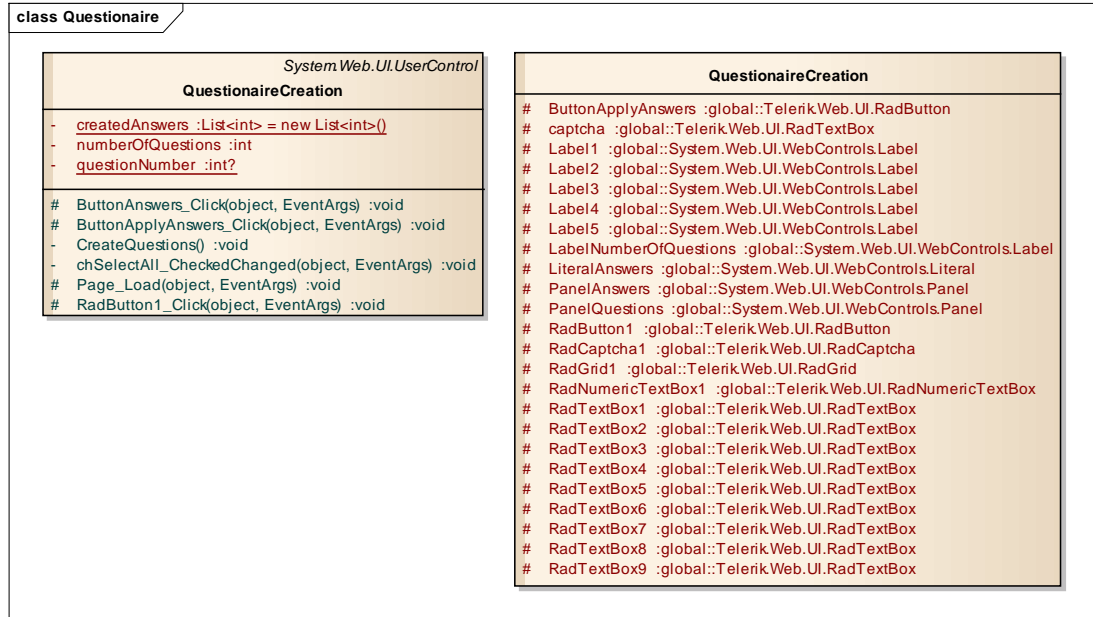 class Questionaire
System.Web.UI.UserControl
QuestionaireCreation
- createdAnswers :List<int> = new List<int>()
- numberOfQuestions :int
- questionNumber :int?
# ButtonAnswers_Click(object, EventArgs) :void
# ButtonApplyAnswers_Click(object, EventArgs) :void
- CreateQuestions() :void
- chSelectAll_CheckedChanged(object, EventArgs) :void
# Page_Load(object, EventArgs) :void
# RadButton1_Click(object, EventArgs) :void
QuestionaireCreation
# ButtonApplyAnswers :global::Telerik.Web.UI.RadButton
# captcha :global::Telerik.Web.UI.RadTextBox
# Label1 :global::System.Web.UI.WebControls.Label
# Label2 :global::System.Web.UI.WebControls.Label
# Label3 :global::System.Web.UI.WebControls.Label
# Label4 :global::System.Web.UI.WebControls.Label
# Label5 :global::System.Web.UI.WebControls.Label
# LabelNumberOfQuestions :global::System.Web.UI.WebControls.Label
# LiteralAnswers :global::System.Web.UI.WebControls.Literal
# PanelAnswers :global::System.Web.UI.WebControls.Panel
# PanelQuestions :global::System.Web.UI.WebControls.Panel
# RadButton1 :global::Telerik.Web.UI.RadButton
# RadCaptcha1 :global::Telerik.Web.UI.RadCaptcha
# RadGrid1 :global::Telerik.Web.UI.RadGrid
# RadNumericTextBox1 :global::Telerik.Web.UI.RadNumericTextBox
# RadTextBox1 :global::Telerik.Web.UI.RadTextBox
# RadTextBox2 :global::Telerik.Web.UI.RadTextBox
# RadTextBox3 :global::Telerik.Web.UI.RadTextBox
# RadTextBox4 :global::Telerik.Web.UI.RadTextBox
# RadTextBox5 :global::Telerik.Web.UI.RadTextBox
# RadTextBox6 :global::Telerik.Web.UI.RadTextBox
# RadTextBox7 :global::Telerik.Web.UI.RadTextBox
# RadTextBox8 :global::Telerik.Web.UI.RadTextBox
# RadTextBox9 :global::Telerik.Web.UI.RadTextBox